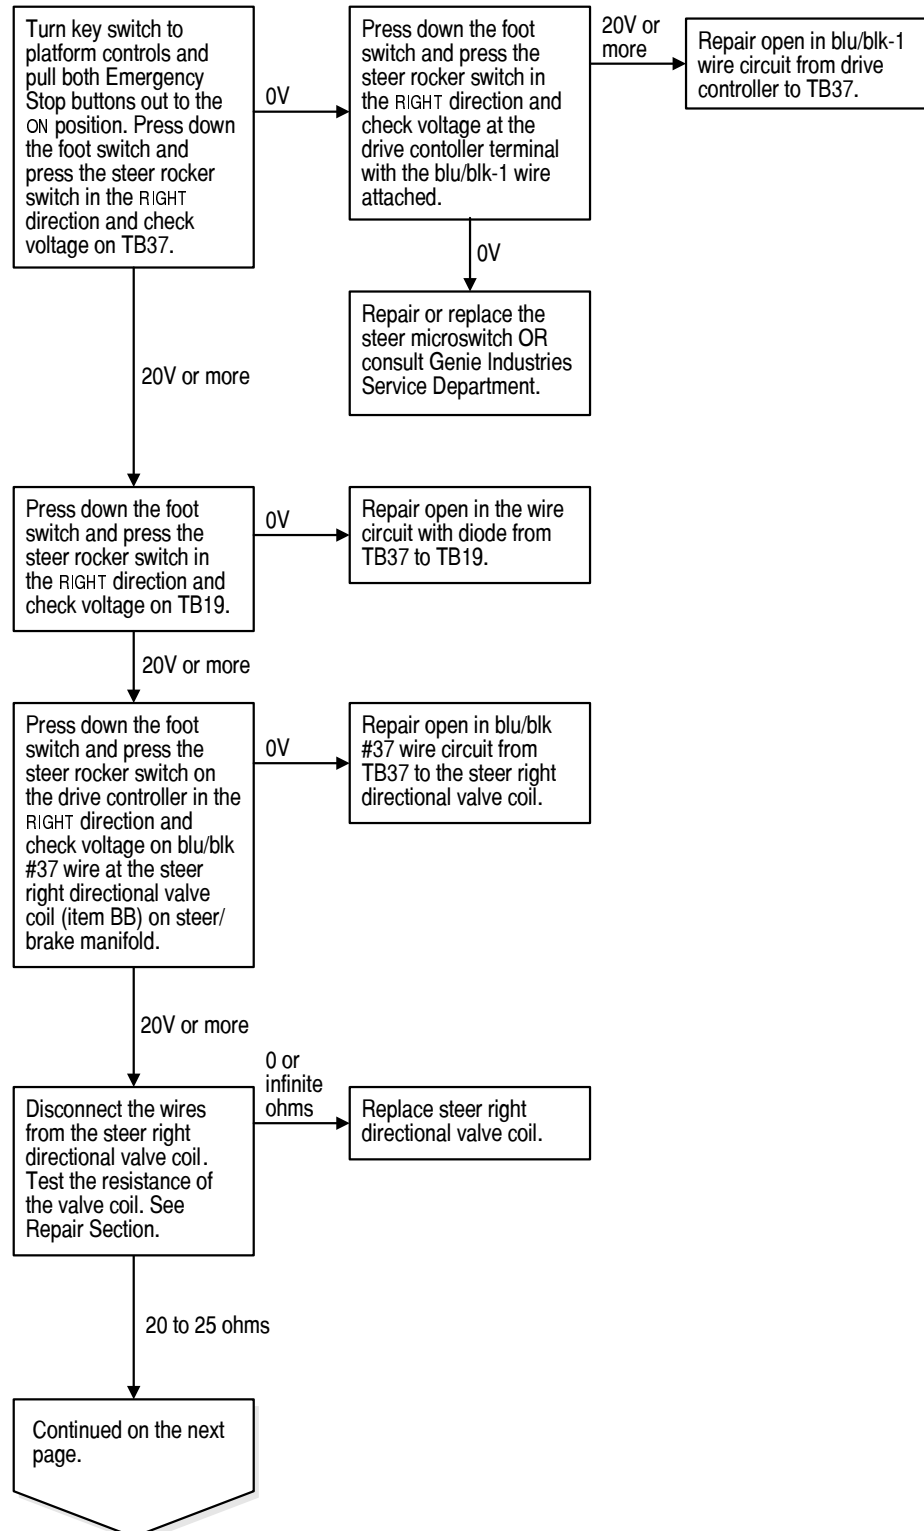 Turn key switch to
platform controls and
pull both Emergency
Stop buttons out to the
ON position. Press down
the foot switch and
press the steer rocker
switch in the RIGHT
direction and check
voltage on TB37.
0V
Press down the foot
switch and press the
steer rocker switch in
the RIGHT direction and
check voltage at the
drive contoller terminal
with the blu/blk-1 wire
attached.
20V or
more
Repair open in blu/blk-1
wire circuit from drive
controller to TB37.
0V
Repair or replace the
steer microswitch OR
consult Genie Industries
Service Department.
20V or more
Press down the foot
switch and press the
steer rocker switch in
the RIGHT direction and
check voltage on TB19.
0V
Repair open in the wire
circuit with diode from
TB37 to TB19.
20V or more
Press down the foot
switch and press the
steer rocker switch on
the drive controller in the
RIGHT direction and
check voltage on blu/blk
#37 wire at the steer
right directional valve
coil (item BB) on steer/
brake manifold.
0V
Repair open in blu/blk
#37 wire circuit from
TB37 to the steer right
directional valve coil.
20V or more
Disconnect the wires
from the steer right
directional valve coil.
Test the resistance of
the valve coil. See
Repair Section.
0 or
infinite
ohms
Replace steer right
directional valve coil.
20 to 25 ohms
Continued on the next
page.